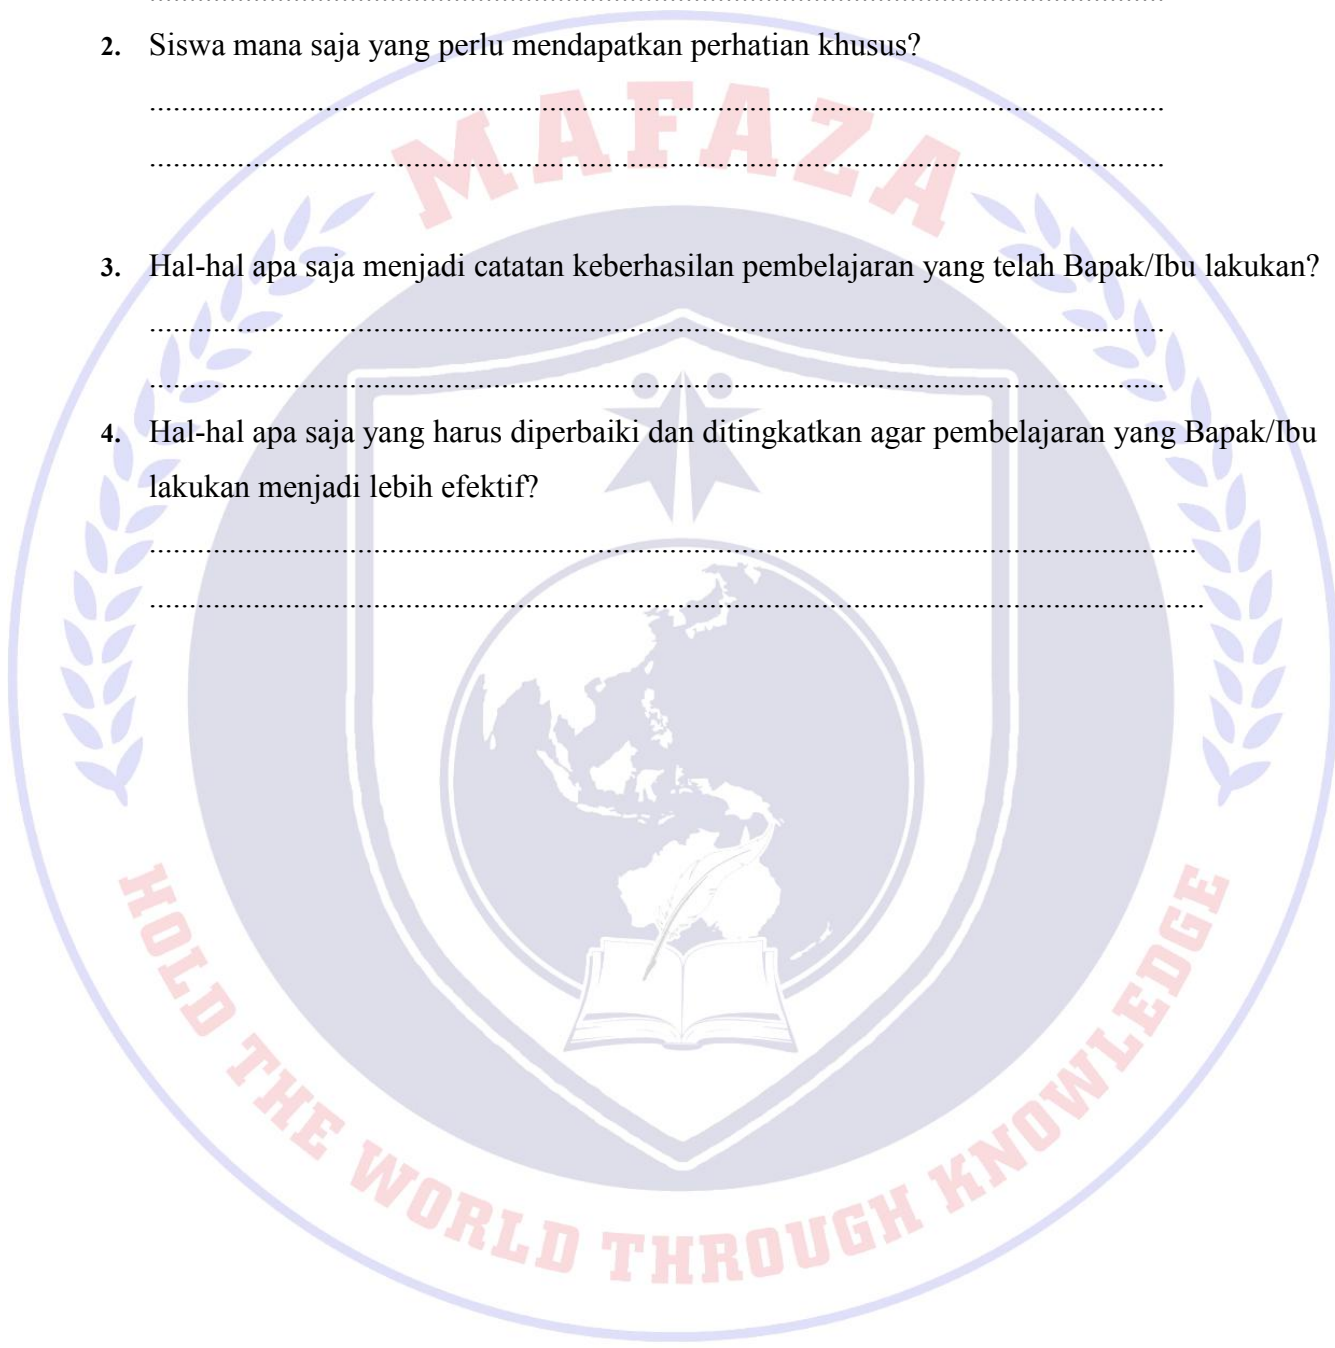 ................................................................................................................................
2. Siswa mana saja yang perlu mendapatkan perhatian khusus?
................................................................................................................................
................................................................................................................................
MAFAZA
3. Hal-hal apa saja menjadi catatan keberhasilan pembelajaran yang telah Bapak/Ibu lakukan?
................................................................................................................................
................................................................................................................................
4. Hal-hal apa saja yang harus diperbaiki dan ditingkatkan agar pembelajaran yang Bapak/Ibu
lakukan menjadi lebih efektif?
....................................................................................................................................
.....................................................................................................................................
HOLD THE WORLD THROUGH KNOWLEDGE